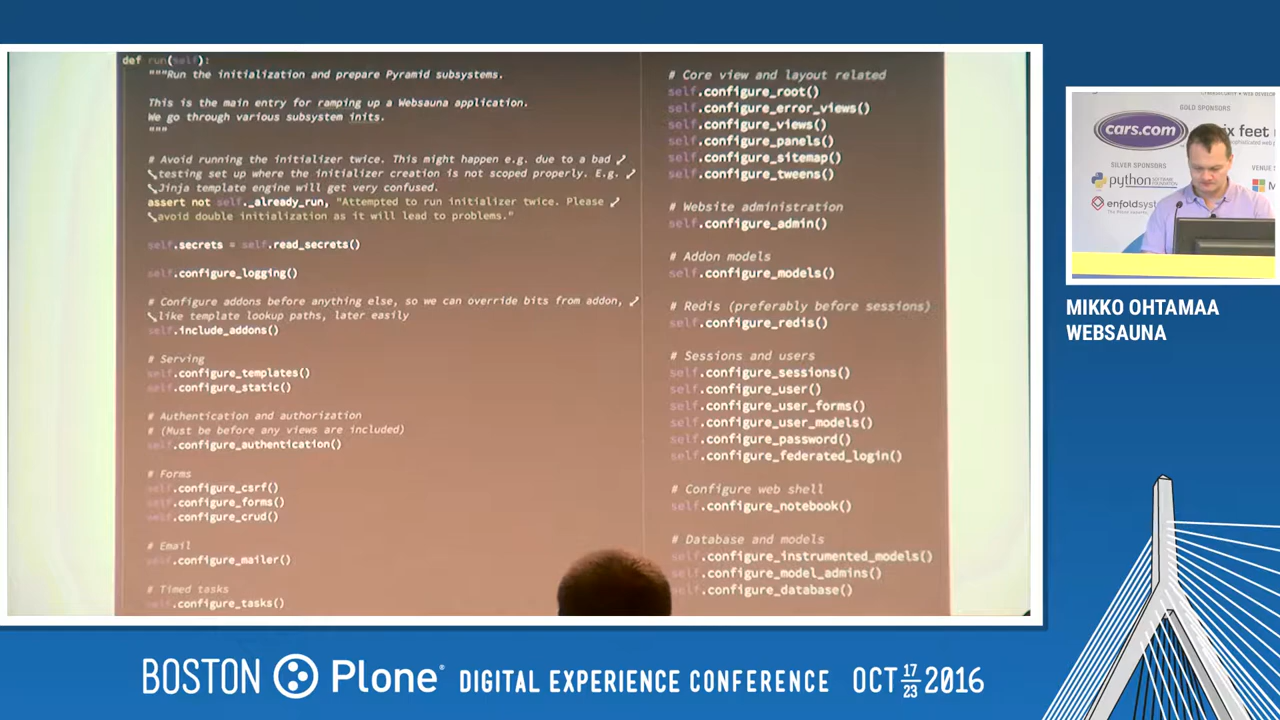 def run(self):
"""Run the initialization and prepare Pyramid subsystems.
This is the main entry for ramping up a Websauna application.
We go through various subsystem inits.
"""
# Avoid running the initializer twice. This might happen e.g. due to a bad
testing set up where the initializer creation is not scoped properly. E.g.
Jinja template engine will get very confused.
assert not self._already_run, "Attempted to run initializer twice. Please
avoid double initialization as it will lead to problems."
self.secrets = self.read_secrets()
self.configure_logging()
# Configure addons before anything else, so we can override bits from addon,
like template lookup paths, later easily
self.include_addons()
# Serving
self.configure_templates()
self.configure_static()
# Authentication and authorization
# (Must be before any views are included)
self.configure_authentication()
# Forms
self.configure_csrf()
self.configure_forms()
self.configure_crud()
# Email
self.configure_mailer()
# Timed tasks
self.configure_tasks()
# Core view and layout related
self.configure_root()
self.configure_error_views()
self.configure_views()
self.configure_panels()
self.configure_sitemap()
self.configure_tweens()
# Website administration
self.configure_admin()
# Addon models
self.configure_models()
# Redis (preferably before sessions)
self.configure_redis()
# Sessions and users
self.configure_sessions()
self.configure_user()
self.configure_user_forms()
self.configure_user_models()
self.configure_password()
self.configure_federated_login()
# Configure web shell
self.configure_notebook()
# Database and models
self.configure_instrumented_models()
self.configure_model_admins()
self.configure_database()
GOLD SPONSORS
cars.com
ix feet
SILVER SPONSORS
python
enfoldsyst
VENUE
M
MIKKO OHTAMAA
WEBSAUNA
BOSTON Plone® DIGITAL EXPERIENCE CONFERENCE OCT 17 23 2016